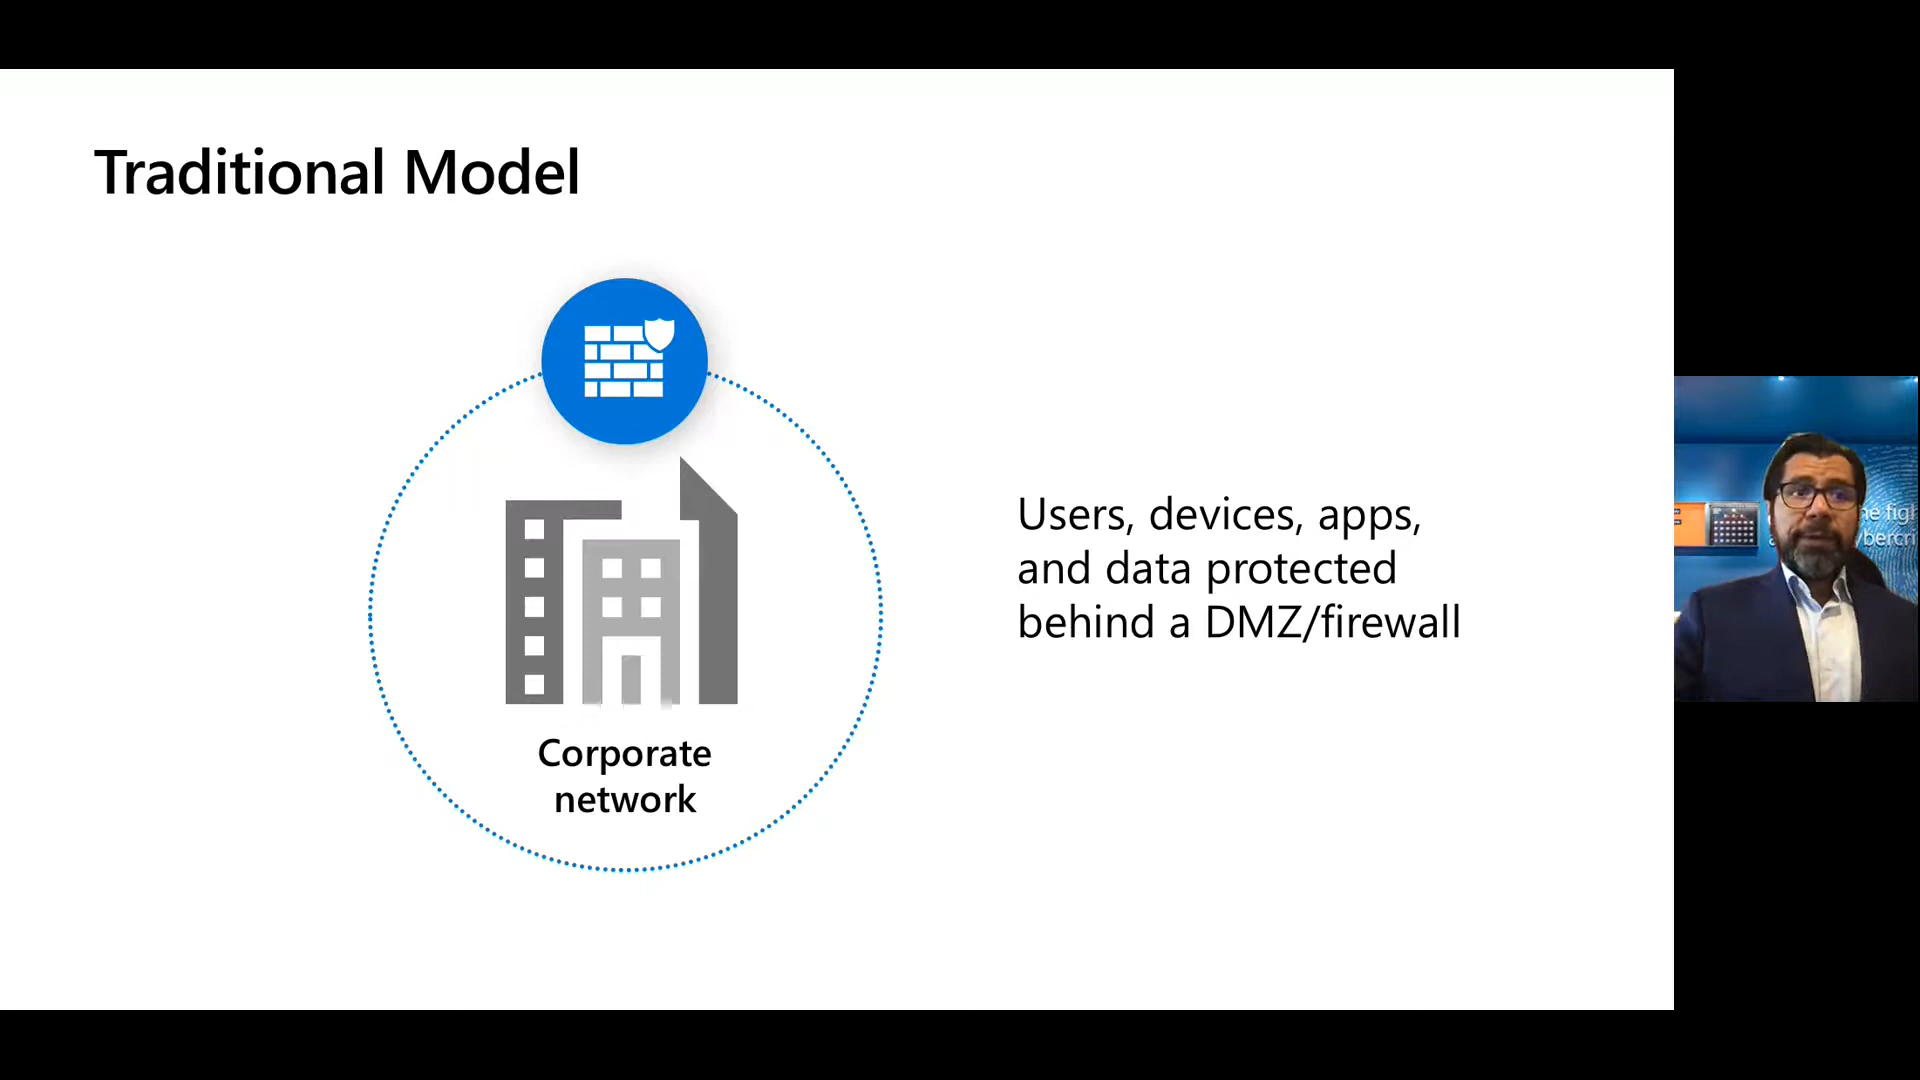 Traditional Model
Corporate
network
Users, devices, apps,
and data protected
behind a DMZ/firewall